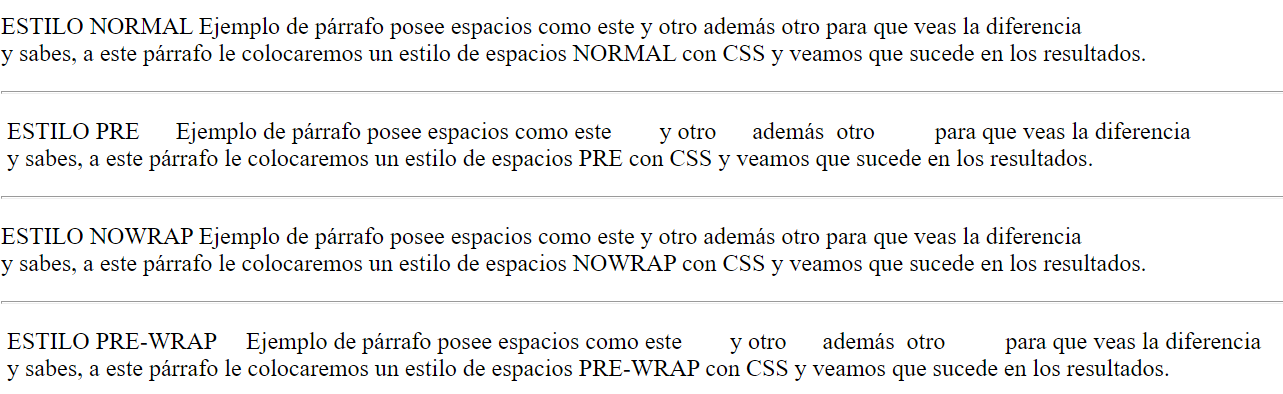 ESTILO NORMAL Ejemplo de párrafo posee espacios como este y otro además otro para que veas la diferencia
y sabes, a este párrafo le colocaremos un estilo de espacios NORMAL con CSS y veamos que sucede en los resultados.
ESTILO PRE      Ejemplo de párrafo posee espacios como este        y otro      además  otro          para que veas la diferencia
y sabes, a este párrafo le colocaremos un estilo de espacios PRE con CSS y veamos que sucede en los resultados.
ESTILO NOWRAP Ejemplo de párrafo posee espacios como este y otro además otro para que veas la diferencia
y sabes, a este párrafo le colocaremos un estilo de espacios NOWRAP con CSS y veamos que sucede en los resultados.
ESTILO PRE-WRAP     Ejemplo de párrafo posee espacios como este        y otro      además  otro          para que veas la diferencia
y sabes, a este párrafo le colocaremos un estilo de espacios PRE-WRAP con CSS y veamos que sucede en los resultados.